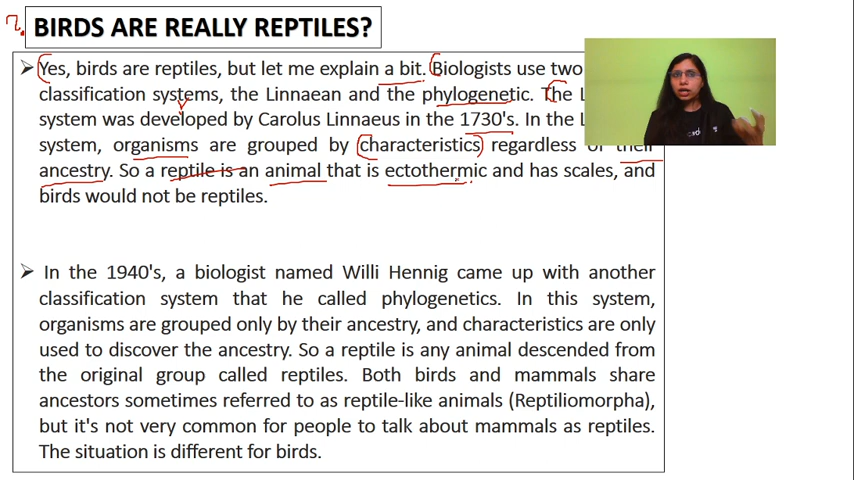 ?. BIRDS ARE REALLY REPTILES?
Yes, birds are reptiles, but let me explain a bit. Biologists use two
classification systems, the Linnaean and the phylogenetic. The L
system was developed by Carolus Linnaeus in the 1730's. In the L
system, organisms are grouped by characteristics regardless of their
ancestry. So a reptile is an animal that is ectothermic and has scales, and
birds would not be reptiles.
In the 1940's, a biologist named Willi Hennig came up with another
classification system that he called phylogenetics. In this system,
organisms are grouped only by their ancestry, and characteristics are only
used to discover the ancestry. So a reptile is any animal descended from
the original group called reptiles. Both birds and mammals share
ancestors sometimes referred to as reptile-like animals (Reptiliomorpha),
but it's not very common for people to talk about mammals as reptiles.
The situation is different for birds.